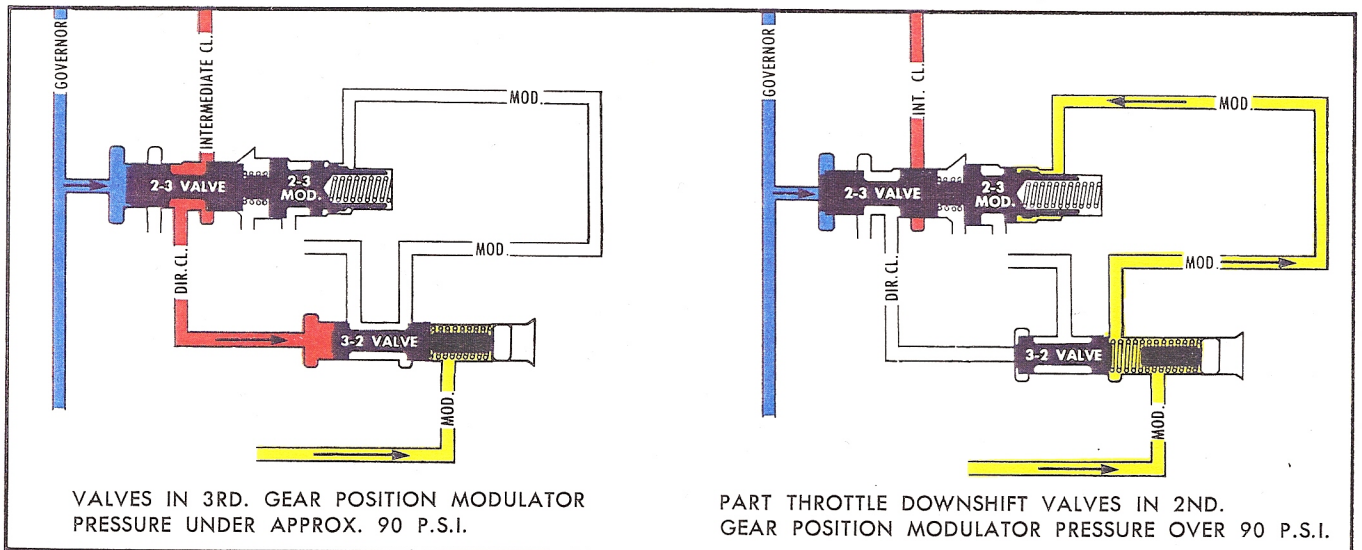 GOVERNOR
INTERMEDIATE CL.
MOD.
2-3 VALVE
2-3
MOD.
MOD.
DIR. CL.
3-2 VALVE
MOD.
VALVES IN 3RD. GEAR POSITION MODULATOR
PRESSURE UNDER APPROX. 90 P.S.I.
GOVERNOR
INT. CL.
MOD.
2-3 VALVE
2-3
MOD.
MOD.
DIR. CL.
3-2 VALVE
MOD.
PART THROTTLE DOWNSHIFT VALVES IN 2ND.
GEAR POSITION MODULATOR PRESSURE OVER 90 P.S.I.